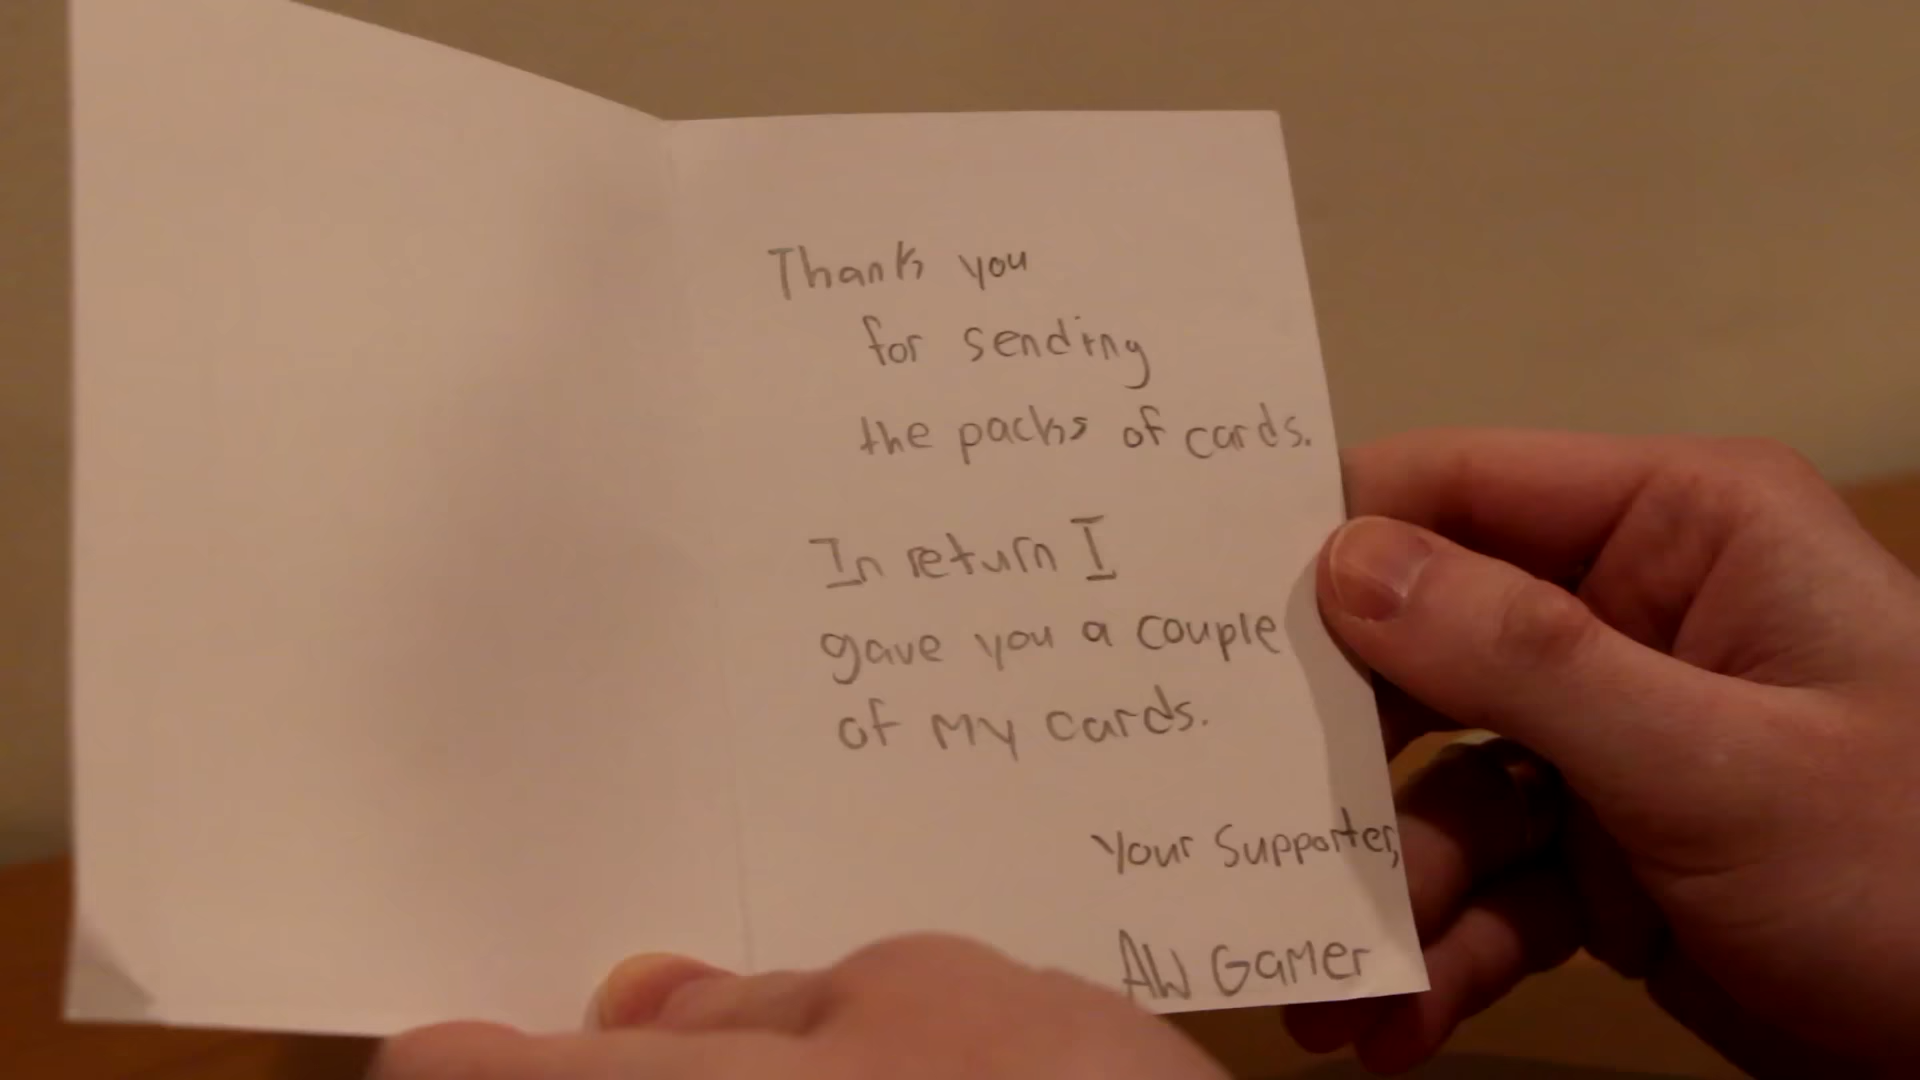 Thank you
for sending
the packs of cards.
In return I
gave you a couple
of my cards.
Your Supporter,
AW Gamer